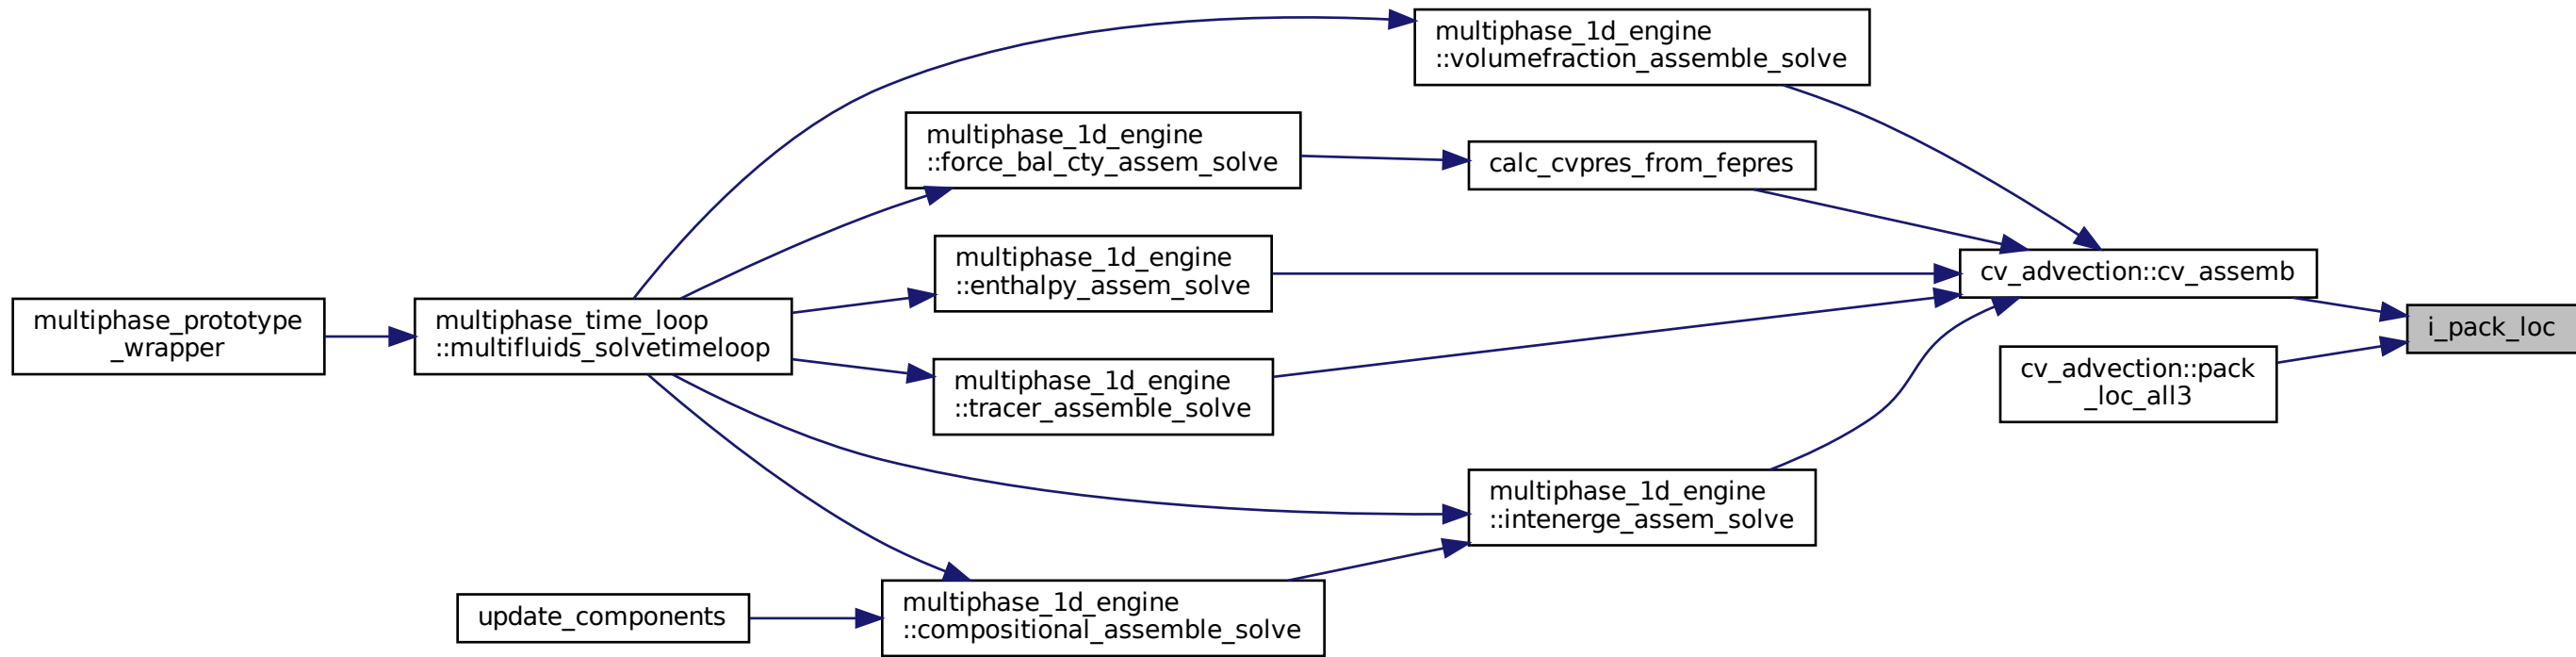 multiphase_1d_engine
::volumefraction_assemble_solve
multiphase_1d_engine
::force_bal_cty_assem_solve
calc_cvpres_from_fepres
multiphase_1d_engine
::enthalpy_assem_solve
cv_advection::cv_assemb
multiphase_prototype
_wrapper
multiphase_time_loop
::multifluids_solvetimeloop
i_pack_loc
multiphase_1d_engine
::tracer_assemble_solve
cv_advection::pack
_loc_all3
multiphase_1d_engine
::intenerge_assem_solve
update_components
multiphase_1d_engine
::compositional_assemble_solve